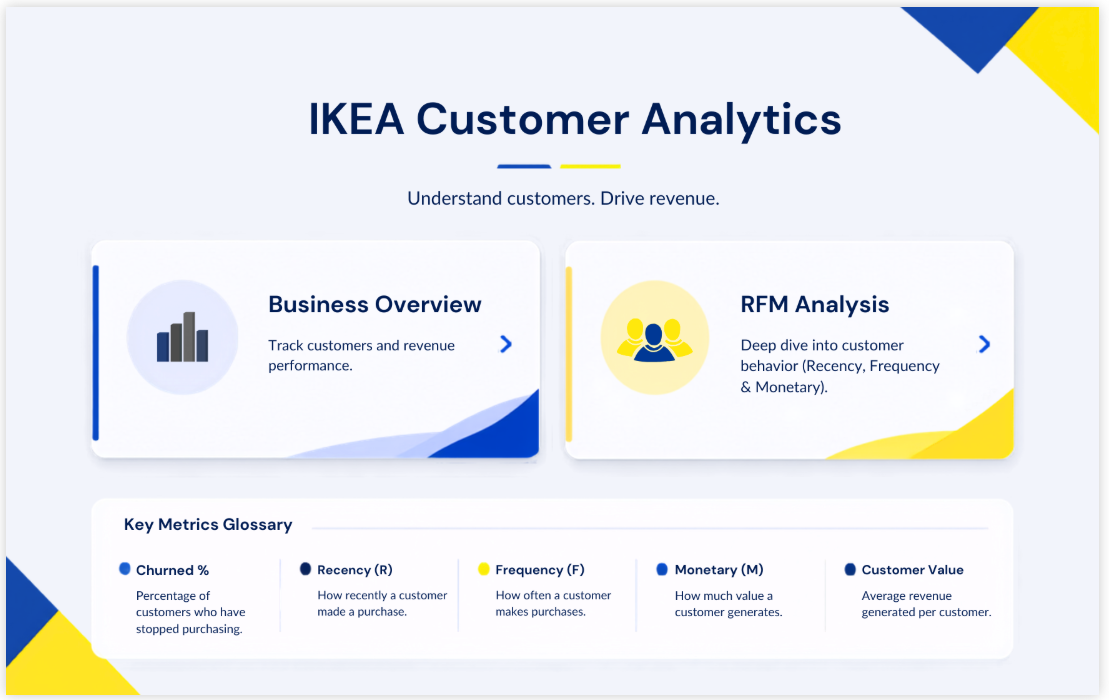 IKEA Customer Analytics
Understand customers. Drive revenue.
Business Overview
Track customers and revenue
performance.
RFM Analysis
Deep dive into customer
behavior (Recency, Frequency
& Monetary).
Key Metrics Glossary
Churned %
Percentage of
customers who have
stopped purchasing.
Recency (R)
How recently a customer
made a purchase.
Frequency (F)
How often a customer
makes purchases.
Monetary (M)
How much value a
customer generates.
Customer Value
Average revenue
generated per customer.